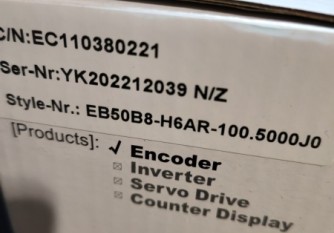 C/N:EC110380221
Ser-Nr:YK202212039 N/Z
Style-Nr.: EB50B8-H6AR-100.5000J0
[Products]: ✓ Encoder
☒ Inverter
☒ Servo Drive
☒ Counter Display